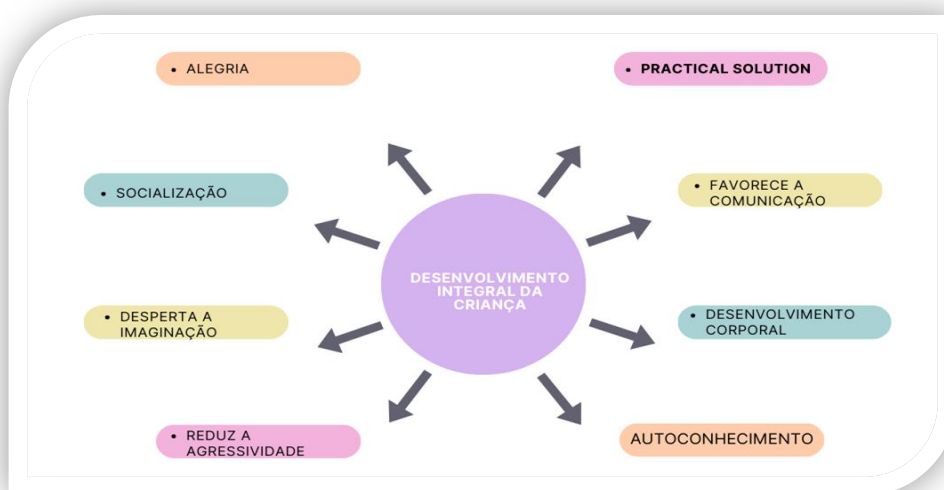 • ALEGRIA
• PRACTICAL SOLUTION
• SOCIALIZAÇÃO
• FAVORECE A
COMUNICAÇÃO
DESENVOLVIMENTO
INTEGRAL DA
CRIANÇA
• DESPERTA A
IMAGINAÇÃO
• DESENVOLVIMENTO
CORPORAL
• REDUZ A
AGRESSIVIDADE
AUTOCONHECIMENTO